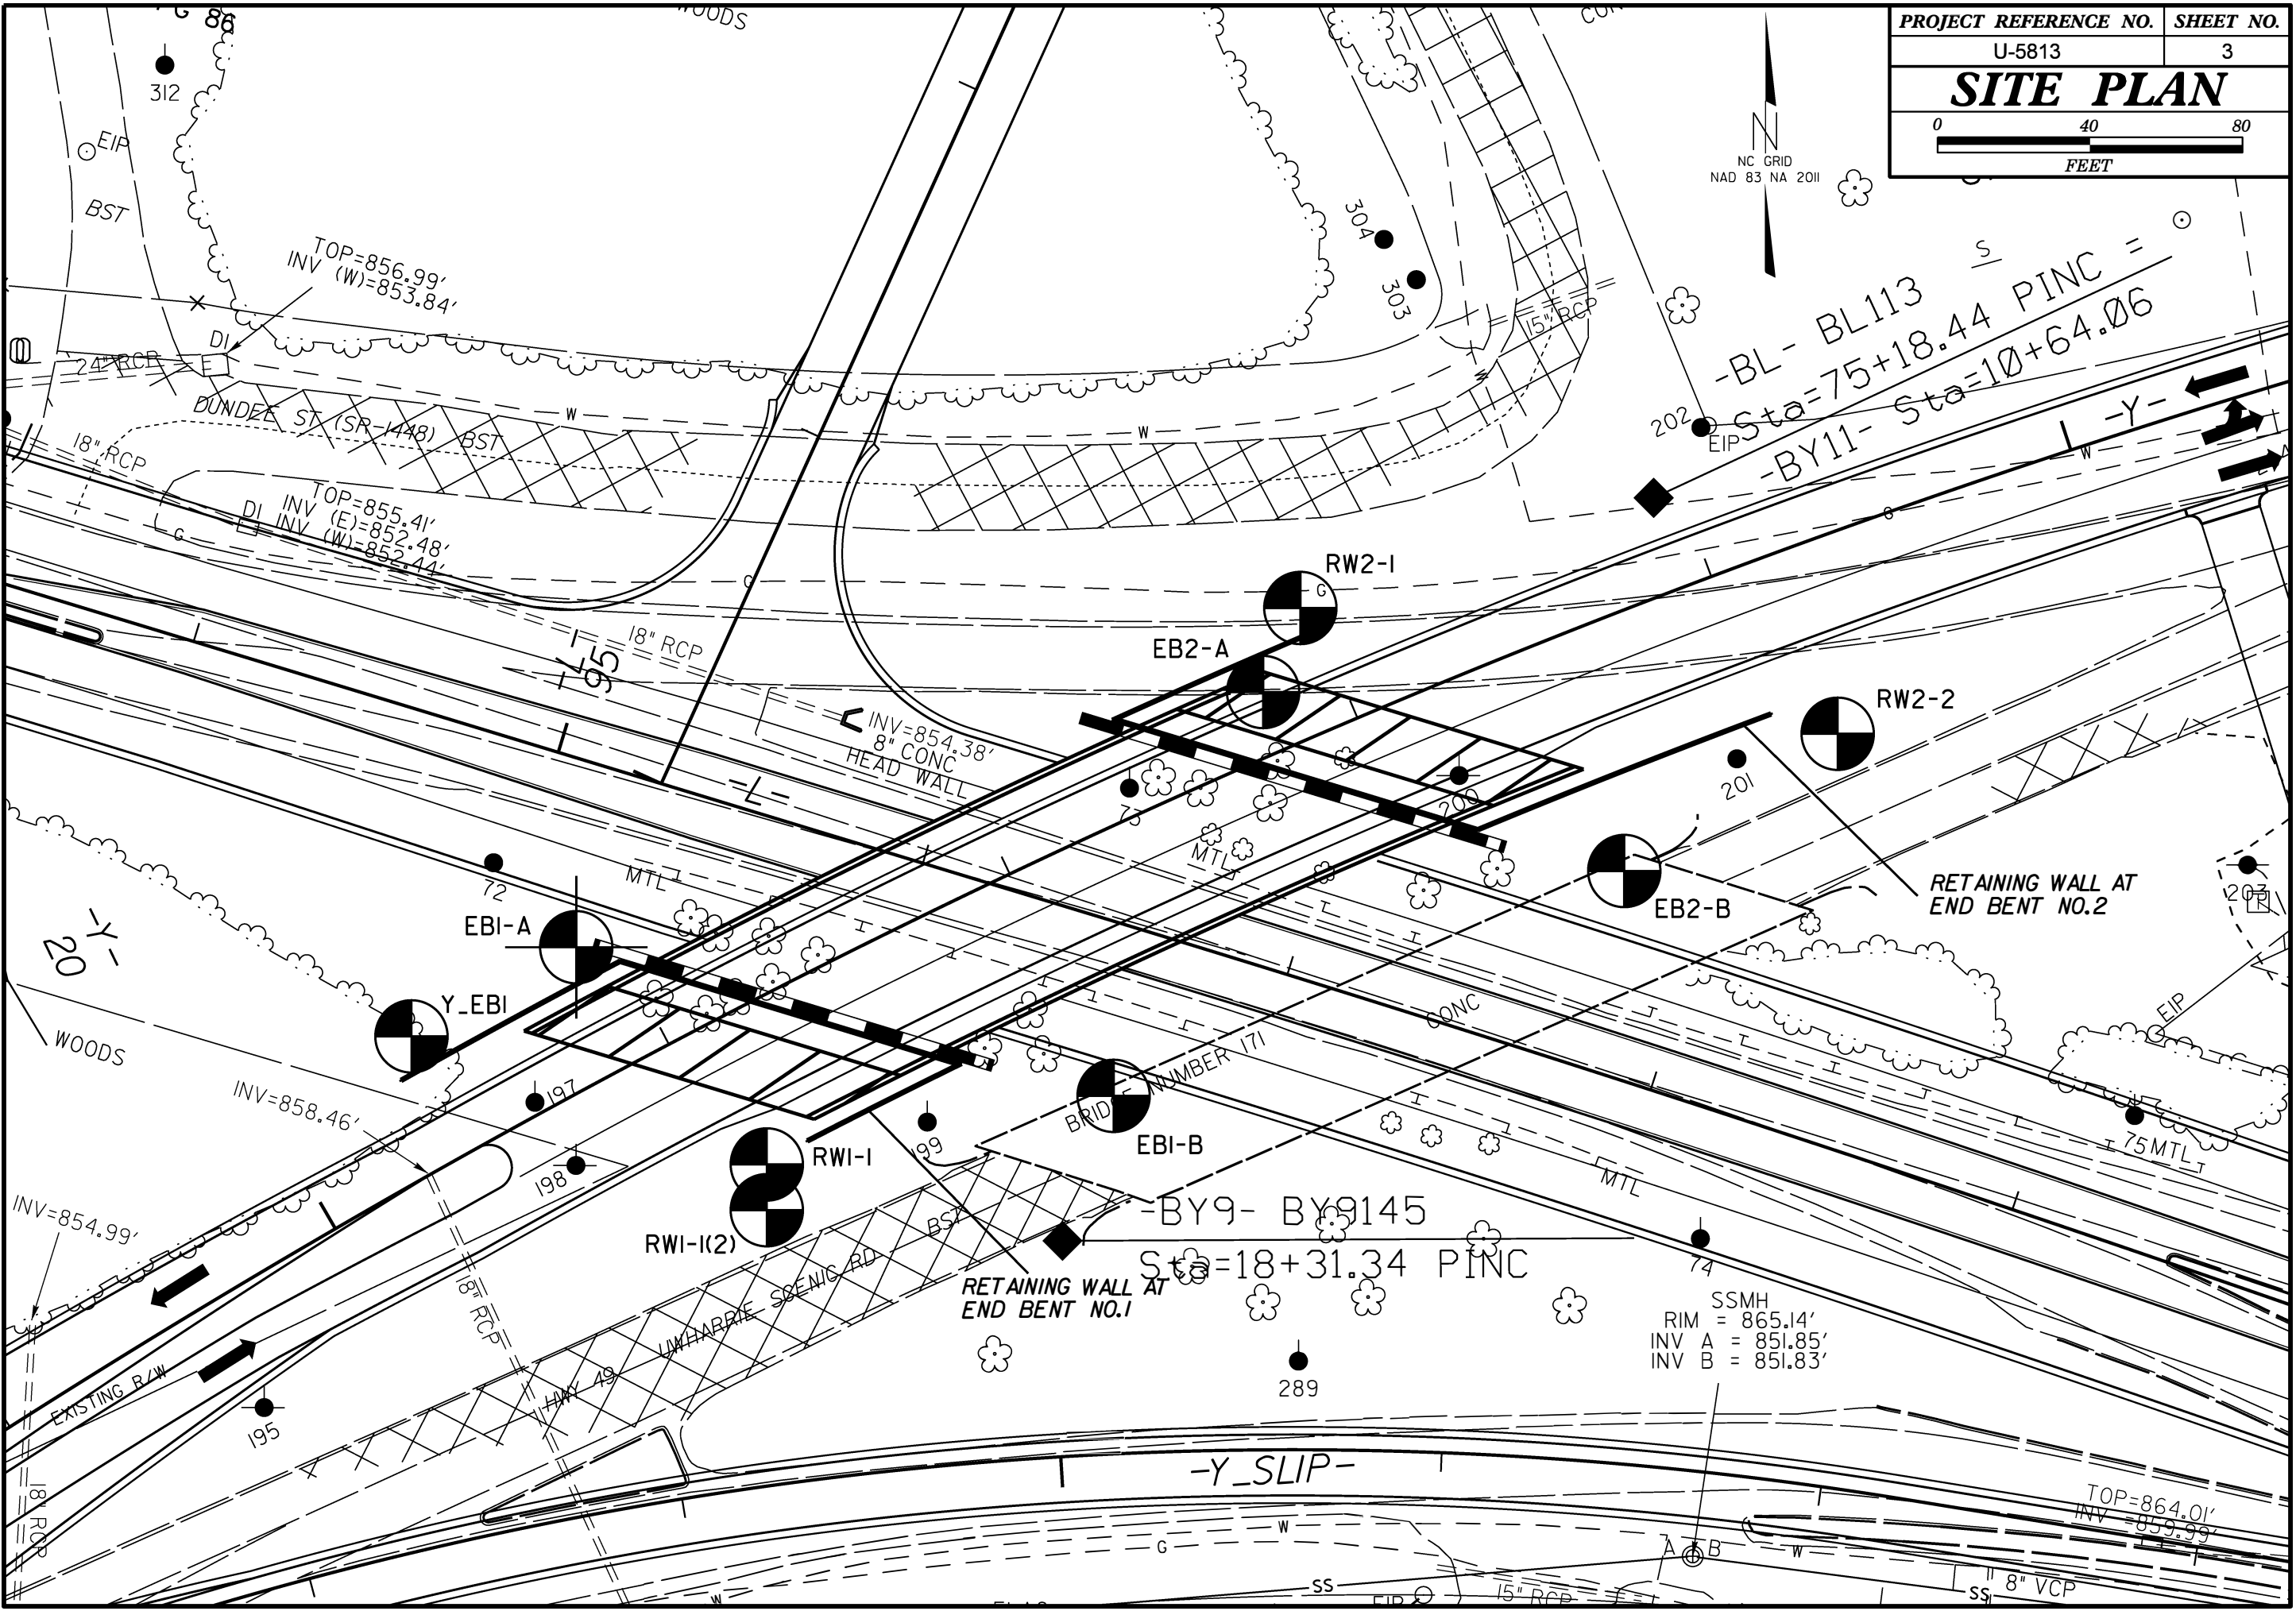 PROJECT REFERENCE NO.
SHEET NO.
U-5813
3
SITE PLAN
0 40 80
FEET
86
WOODS
312
EIP
BST
N
NC GRID
NAD 83 NA 2011
304
303
15" RCP
S
TOP=856.99'
INV (W)=853.84'
DI
24" RCP
E
DUNDEE ST (SR-1448) BST
W
W
18" RCP
DI
TOP=855.41'
INV (E)=852.48'
INV (W)=852.44'
G
G
-BL- BL113
Sta=75+18.44 PINC =
-BY11- Sta=10+64.06
202
EIP
-Y-
W
G
RW2-1
G
EB2-A
18" RCP
-L-
95
RW2-2
INV=854.38'
8" CONC
HEAD WALL
-L-
73
200
201
MTL
MTL
72
EB2-B
RETAINING WALL AT
END BENT NO.2
203
EB1-A
-Y-
20
Y_EB1
WOODS
CONC
EIP
BRIDGE NUMBER 171
197
INV=858.46'
199
EB1-B
RW1-1
198
RW1-1(2)
MTL
75
MTL
INV=854.99'
-BY9- BY9145
Sta=18+31.34 PINC
74
BST
HWY 49 UWHARRIE SCENIC RD
RETAINING WALL AT
END BENT NO.1
18" RCP
SSMH
RIM = 865.14'
INV A = 851.85'
INV B = 851.83'
289
EXISTING R/W
195
18" RCP
-Y_SLIP-
TOP=864.01'
INV =859.99'
W
G
A
B
W
SS
SS
8" VCP
EIP
15" RCP
W